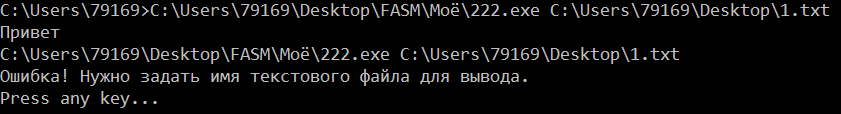 C:\Users\79169>C:\Users\79169\Desktop\FASM\Моё\222.exe C:\Users\79169\Desktop\1.txt
Привет
C:\Users\79169\Desktop\FASM\Моё\222.exe C:\Users\79169\Desktop\1.txt
Ошибка! Нужно задать имя текстового файла для вывода.
Press any key...